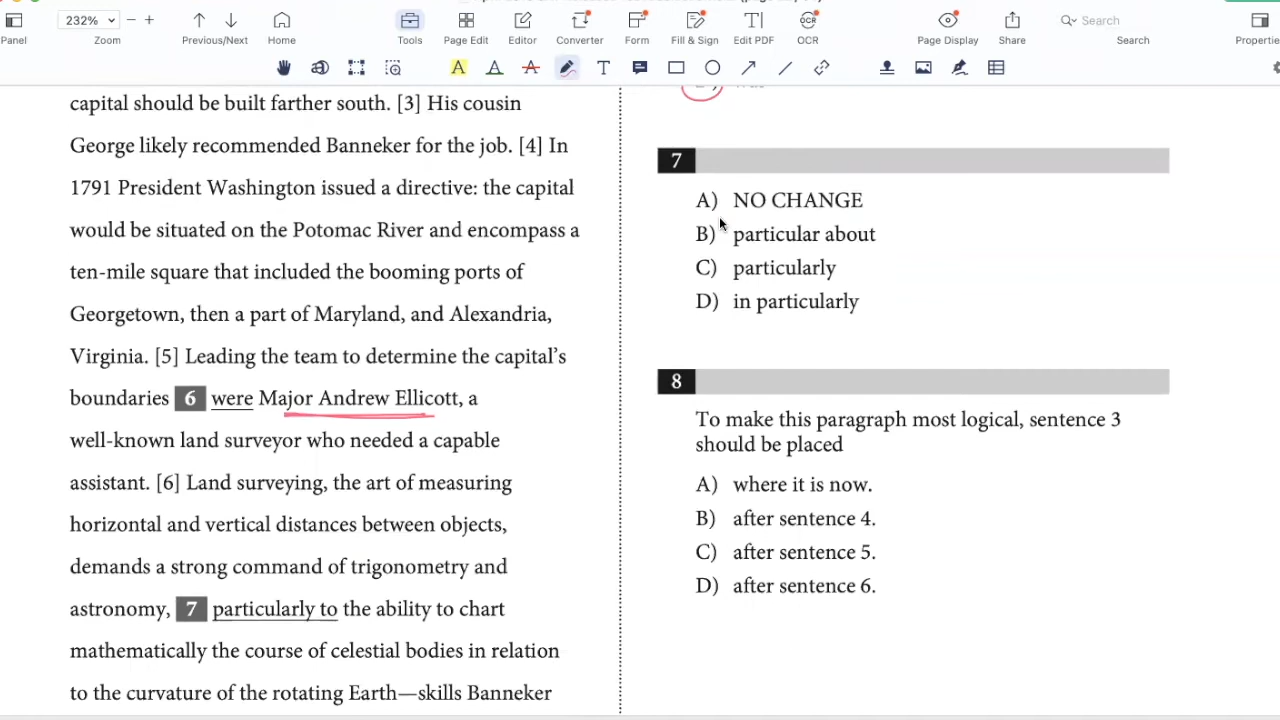 232%
Panel
Zoom
Previous/Next
Home
Tools
Page Edit
Editor
Converter
Form
Fill & Sign
Edit PDF
OCR
OCR
Page Display
Share
Search
Search
Properties
capital should be built farther south. [3] His cousin
George likely recommended Banneker for the job. [4] In
1791 President Washington issued a directive: the capital
would be situated on the Potomac River and encompass a
ten-mile square that included the booming ports of
Georgetown, then a part of Maryland, and Alexandria,
Virginia. [5] Leading the team to determine the capital’s
boundaries 6 were Major Andrew Ellicott, a
well-known land surveyor who needed a capable
assistant. [6] Land surveying, the art of measuring
horizontal and vertical distances between objects,
demands a strong command of trigonometry and
astronomy, 7 particularly to the ability to chart
mathematically the course of celestial bodies in relation
to the curvature of the rotating Earth—skills Banneker
7
A) NO CHANGE
B) particular about
C) particularly
D) in particularly
8
To make this paragraph most logical, sentence 3
should be placed
A) where it is now.
B) after sentence 4.
C) after sentence 5.
D) after sentence 6.